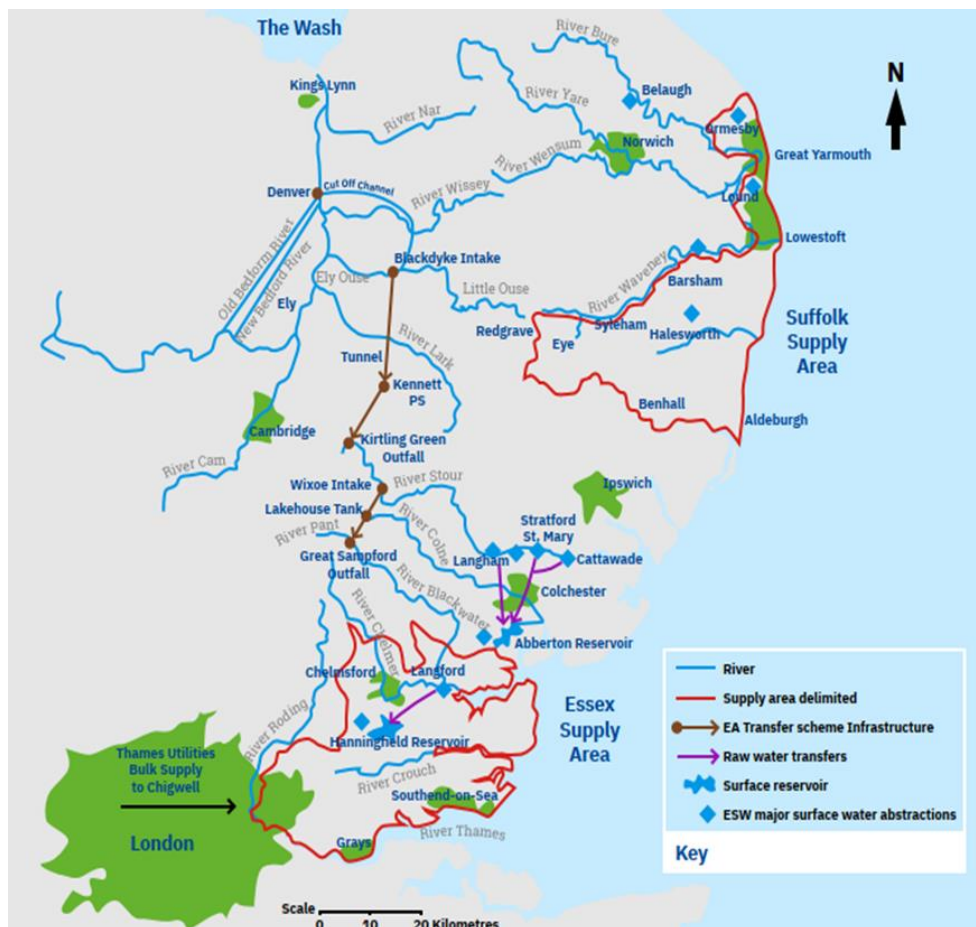 The Wash
River Bure
Kings Lynn
Belaugh
River Yare
N
River Nar
Ormesby
Norwich
Great Yarmouth
River Wensum
Denver
Cut Off Channel
River Wissey
Lound
Lowestoft
Old Bedform River
New Bedford River
Blackdyke Intake
Ely Ouse
Little Ouse
River Waveney
Barsham
Ely
Redgrave
Syleham
Halesworth
Eye
Suffolk
Supply
Area
Tunnel
River Lark
Kennett
PS
Benhall
Aldeburgh
Cambridge
Kirtling Green
Outfall
River Cam
Wixoe Intake
River Stour
Ipswich
Lakehouse Tank
River Pant
River Colne
Stratford
St. Mary
Great Sampford
Outfall
Langham
Cattawade
River Blackwater
Colchester
River Chelmer
Abberton Reservoir
Chelmsford
Langford
River Roding
Essex
Supply
Area
Hanningheld Reservoir
Thames Utilities
Bulk Supply
to Chigwell
River Crouch
Southend-on-Sea
London
Grays
River Thames
Scale
0 10 20 Kilometres
River
Supply area delimited
EA Transfer scheme Infrastructure
Raw water transfers
Surface reservoir
ESW major surface water abstractions
Key